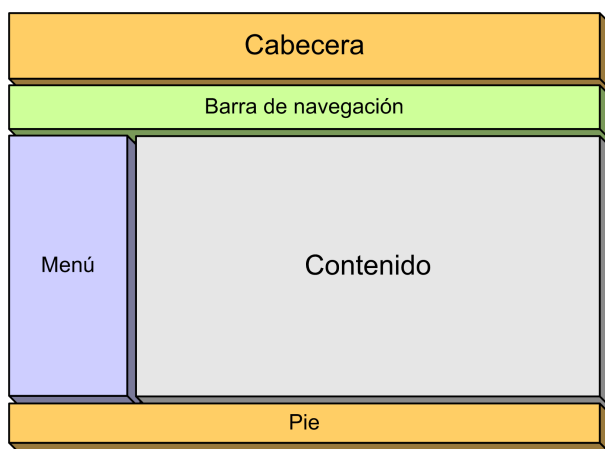 Cabecera
Barra de navegación
Menú
Contenido
Pie